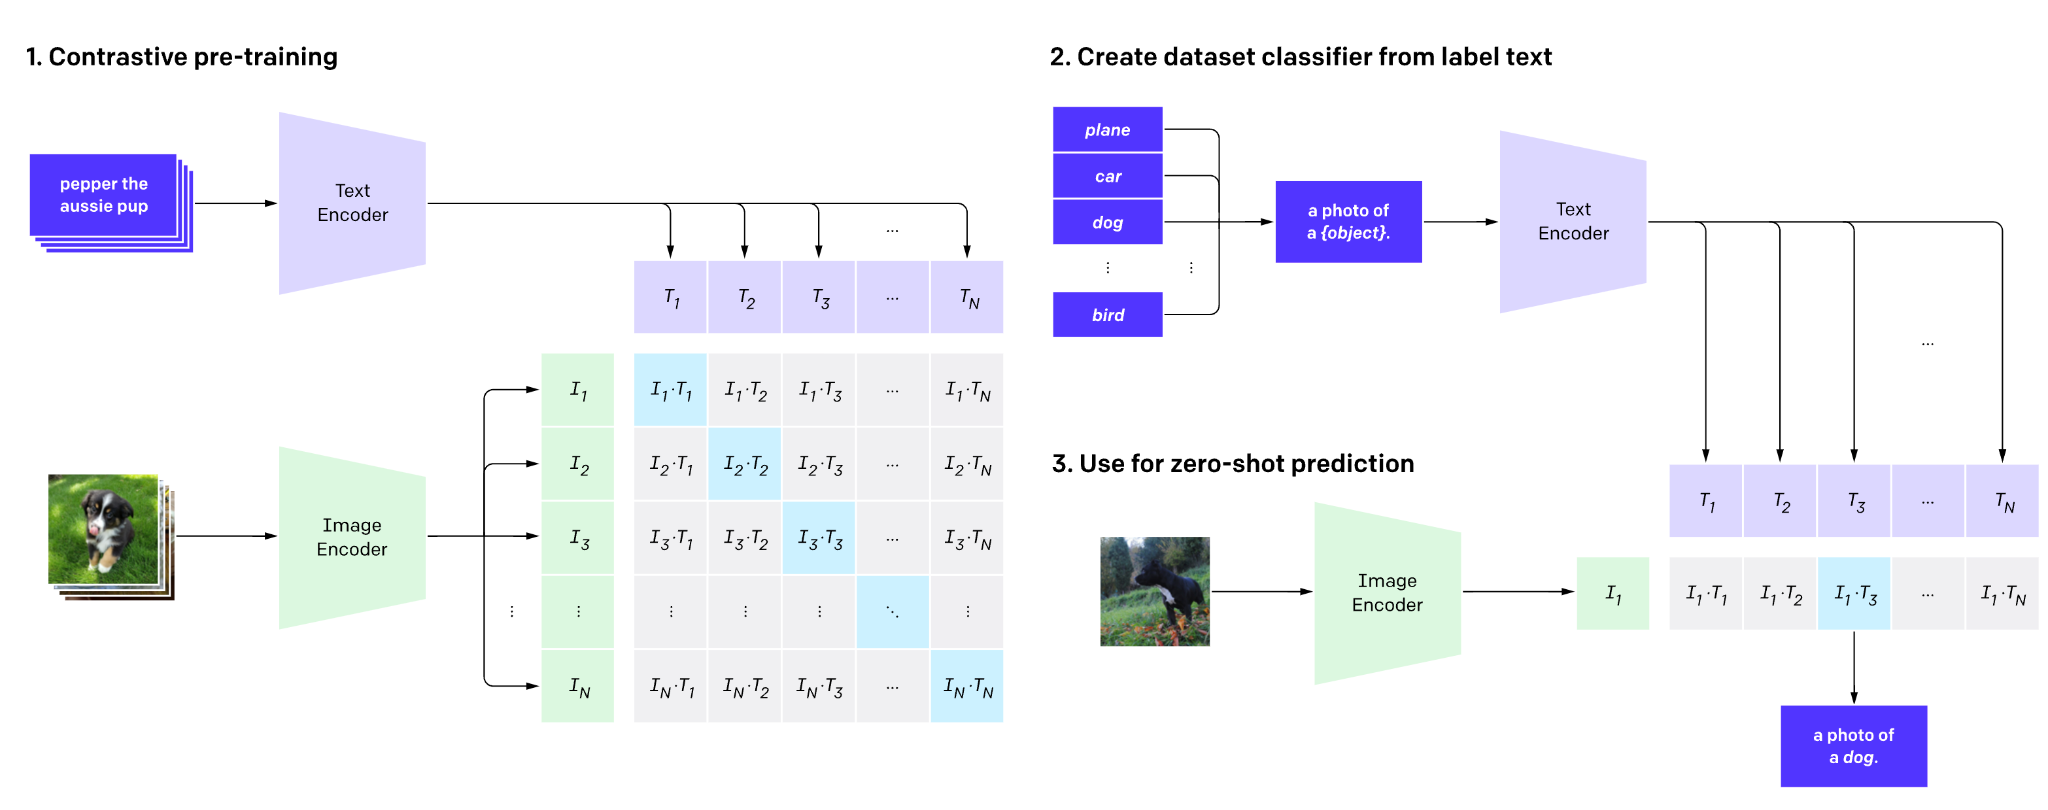 1. Contrastive pre-training
pepper the
aussie pup
Text
Encoder
...
T1 T2 T3 ... TN
Image
Encoder
⋮
I1 I1·T1 I1·T2 I1·T3 ... I1·TN
I2 I2·T1 I2·T2 I2·T3 ... I2·TN
I3 I3·T1 I3·T2 I3·T3 ... I3·TN
⋮ ⋮ ⋮ ⋮ ⋱ ⋮
IN IN·T1 IN·T2 IN·T3 ... IN·TN
2. Create dataset classifier from label text
plane
car
dog
⋮ ⋮
bird
a photo of
a {object}.
Text
Encoder
...
T1 T2 T3 ... TN
3. Use for zero-shot prediction
Image
Encoder
I1 I1·T1 I1·T2 I1·T3 ... I1·TN
a photo of
a dog.